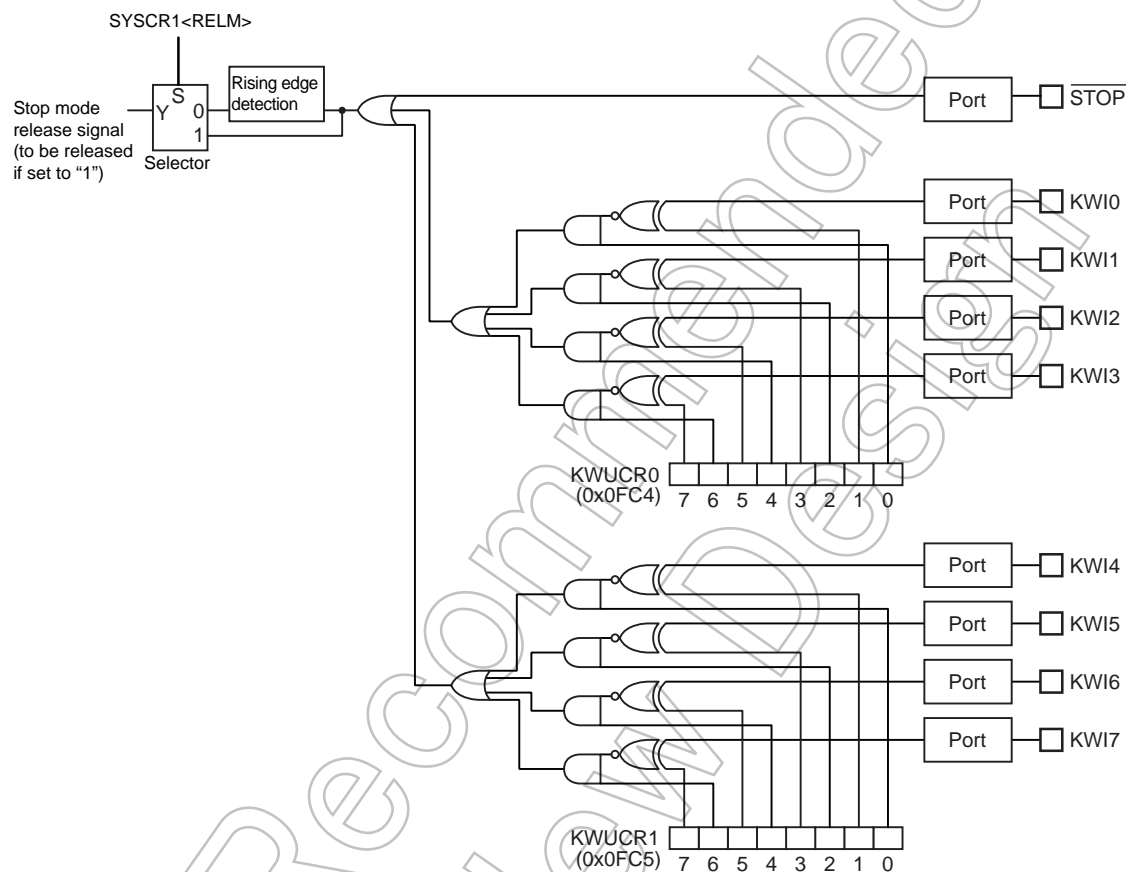 SYSCR1<RELM>
Stop mode
release signal
(to be released
if set to “1”)
S
Y
0
1
Selector
Rising edge
detection
Port
STOP
Port
KWI0
Port
KWI1
Port
KWI2
Port
KWI3
KWUCR0
(0x0FC4)
7 6 5 4 3 2 1 0
Port
KWI4
Port
KWI5
Port
KWI6
Port
KWI7
KWUCR1
(0x0FC5)
7 6 5 4 3 2 1 0
Recommended
New Design